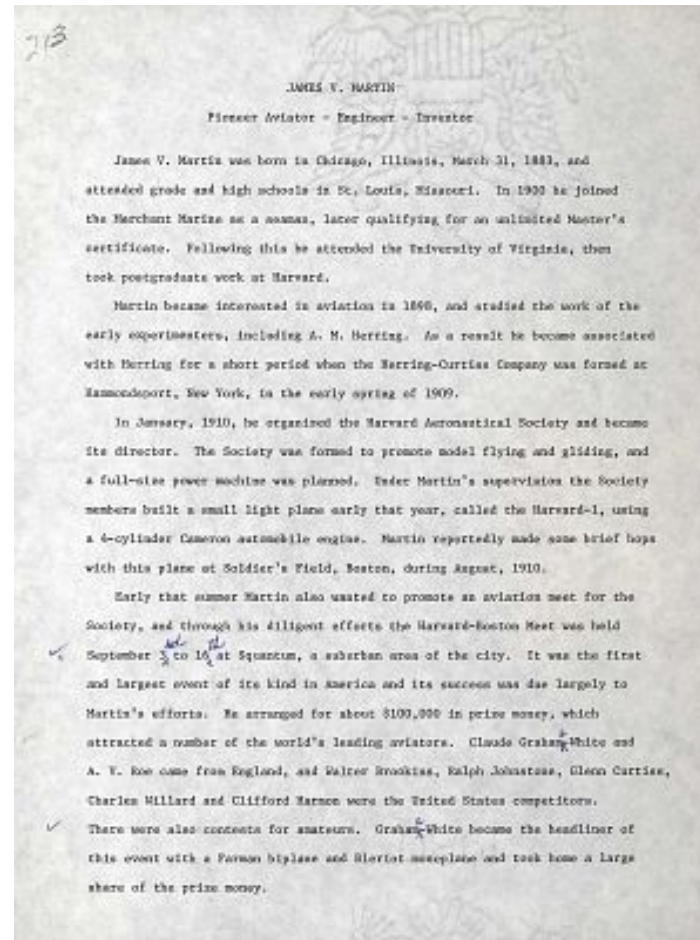 213
JAMES V. MARTIN
Pioneer Aviator - Engineer - Inventor
James V. Martin was born in Chicago, Illinois, March 31, 1883, and
attended grade and high schools in St. Louis, Missouri. In 1900 he joined
the Merchant Marine as a seaman, later qualifying for an unlimited Master's
certificate. Following this he attended the University of Virginia, then
took postgraduate work at Harvard.
Martin became interested in aviation in 1898, and studied the work of the
early experimenters, including A. M. Herring. As a result he became associated
with Herring for a short period when the Herring-Curtiss Company was formed at
Hammondsport, New York, in the early spring of 1909.
In January, 1910, he organized the Harvard Aeronautical Society and became
its director. The Society was formed to promote model flying and gliding, and
a full-size power machine was planned. Under Martin's supervision the Society
members built a small light plane early that year, called the Harvard-1, using
a 4-cylinder Cameron automobile engine. Martin reportedly made some brief hops
with this plane at Soldier's Field, Boston, during August, 1910.
Early that summer Martin also wanted to promote an aviation meet for the
Society, and through his diligent efforts the Harvard-Boston Meet was held
September 3 to 16 at Squantum, a suburban area of the city. It was the first
and largest event of its kind in America and its success was due largely to
Martin's efforts. He arranged for about $100,000 in prize money, which
attracted a number of the world's leading aviators. Claude Graham-White and
A. V. Roe came from England, and Walter Brookins, Ralph Johnstone, Glenn Curtiss,
Charles Willard and Clifford Harmon were the United States competitors.
There were also contests for amateurs. Graham-White became the headliner of
this event with a Farman biplane and Bleriot monoplane and took home a large
share of the prize money.